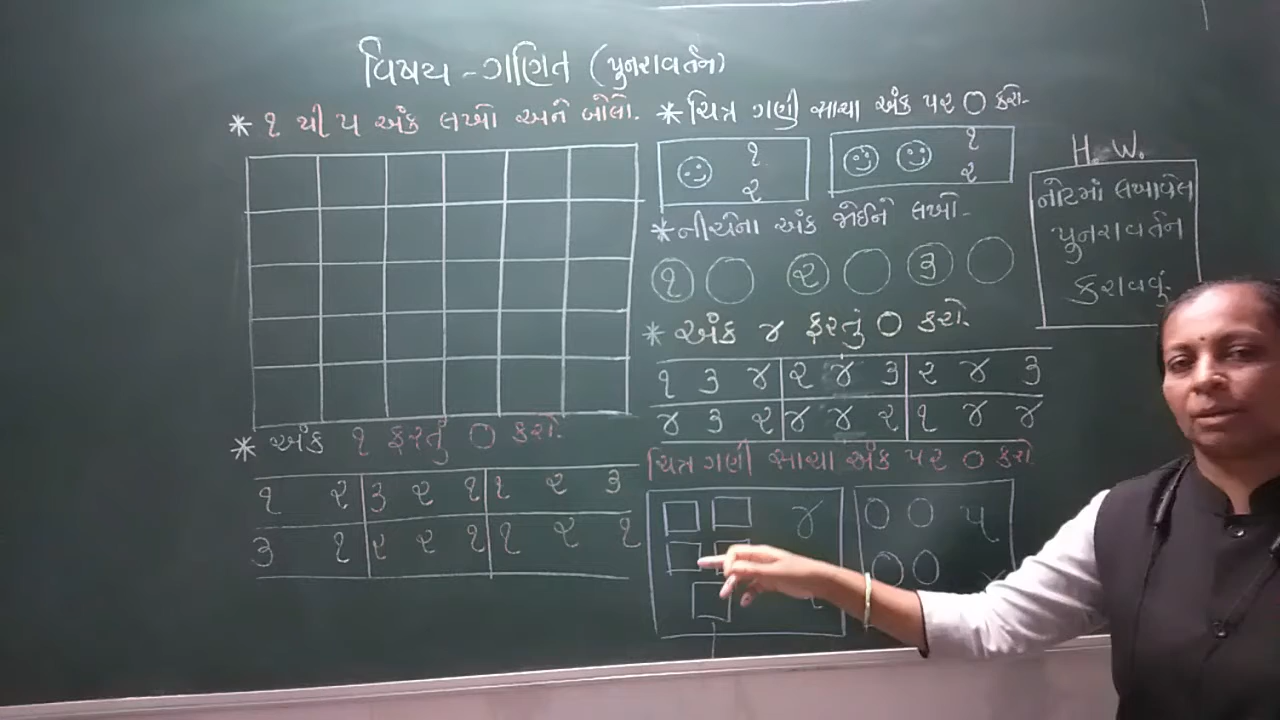 વિષય - ગણિત (પુનરાવર્તન)
* ૧ થી ૫ અંક લખો અને બોલો.
* અંક ૧ ફરતું O કરો.
૧ ૨ ૩ ૨ ૧ ૧ ૨ ૩
૩ ૧ ૨ ૨ ૧ ૧ ૨ ૧
* ચિત્ર ગણી સાચા અંક પર O કરો.
૧ ૧
૨ ૨
* નીચેના અંક જોઈને લખો -
૧ ૨ ૩
* અંક ૪ ફરતું O કરો.
૧ ૩ ૪ ૨ ૪ ૩ ૨ ૪ ૩
૪ ૩ ૨ ૪ ૪ ૨ ૧ ૪ ૪
ચિત્ર ગણી સાચા અંક પર O કરો
૪ ૫
H. W.
નોટમાં લખાવેલ
પુનરાવર્તન
કરાવવું